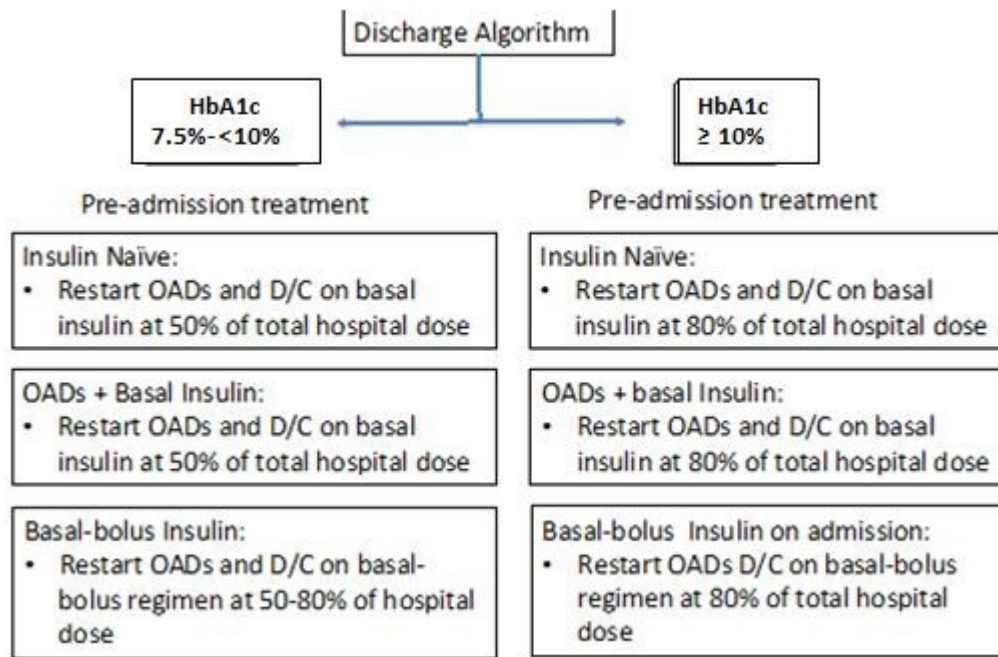 Discharge Algorithm
HbA1c
7.5%-<10%
HbA1c
≥ 10%
Pre-admission treatment
Pre-admission treatment
Insulin Naïve:
• Restart OADs and D/C on basal
insulin at 50% of total hospital dose
Insulin Naïve:
• Restart OADs and D/C on basal
insulin at 80% of total hospital dose
OADs + Basal Insulin:
• Restart OADs and D/C on basal
insulin at 50% of total hospital dose
OADs + basal Insulin:
• Restart OADs and D/C on basal
insulin at 80% of total hospital dose
Basal-bolus Insulin:
• Restart OADs and D/C on basal-
bolus regimen at 50-80% of hospital
dose
Basal-bolus Insulin on admission:
• Restart OADs D/C on basal-bolus
regimen at 80% of total hospital
dose